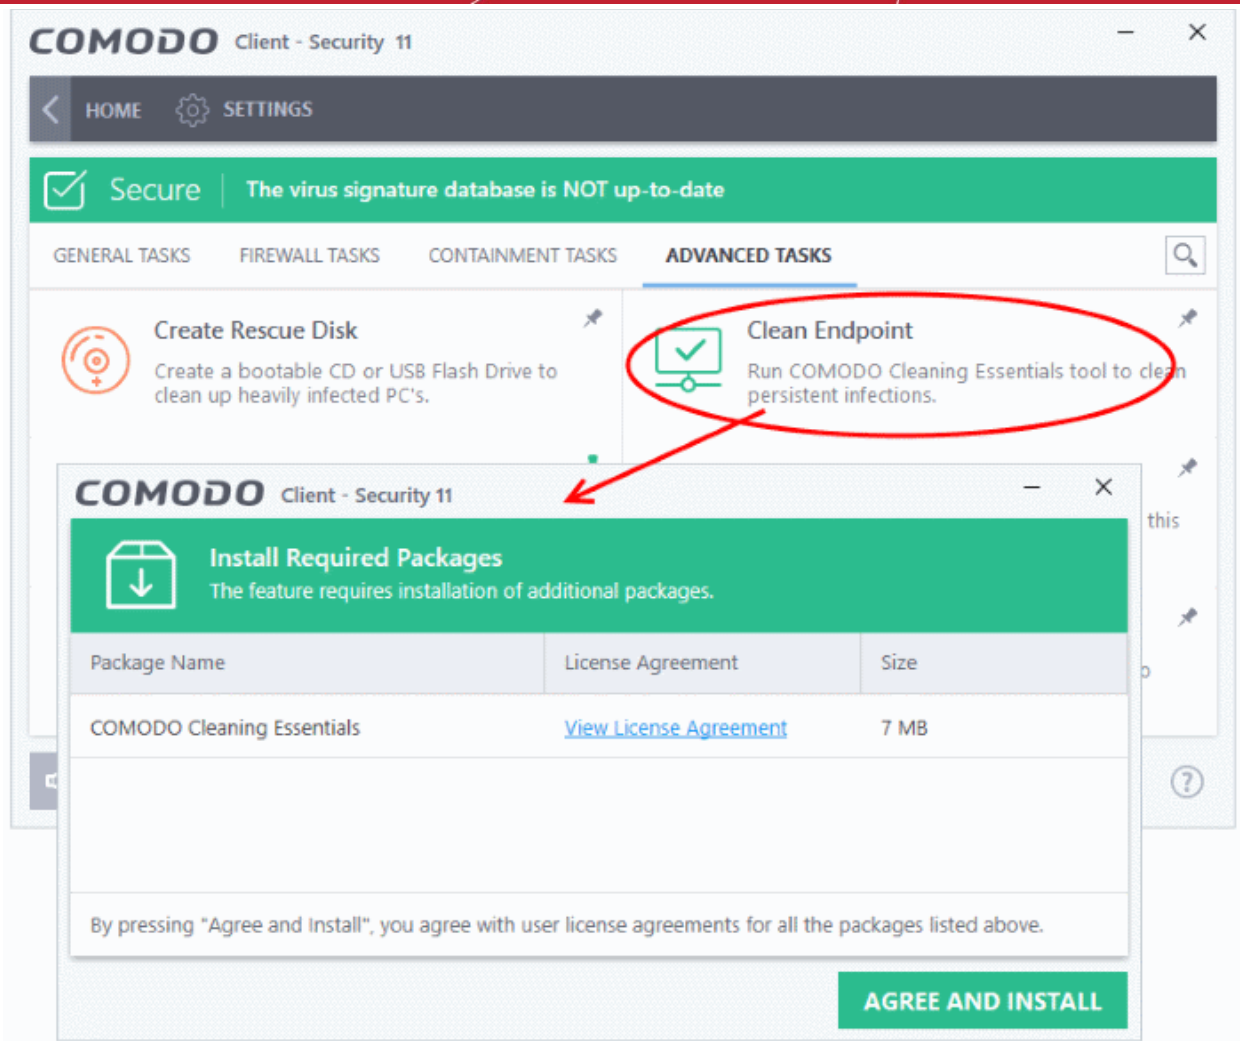 COMODO Client - Security 11
HOME SETTINGS
Secure The virus signature database is NOT up-to-date
GENERAL TASKS FIREWALL TASKS CONTAINMENT TASKS ADVANCED TASKS
Create Rescue Disk
Create a bootable CD or USB Flash Drive to
clean up heavily infected PC's.
Clean Endpoint
Run COMODO Cleaning Essentials tool to clean
persistent infections.
this
COMODO Client - Security 11
Install Required Packages
The feature requires installation of additional packages.
Package Name License Agreement Size
COMODO Cleaning Essentials View License Agreement 7 MB
By pressing "Agree and Install", you agree with user license agreements for all the packages listed above.
AGREE AND INSTALL